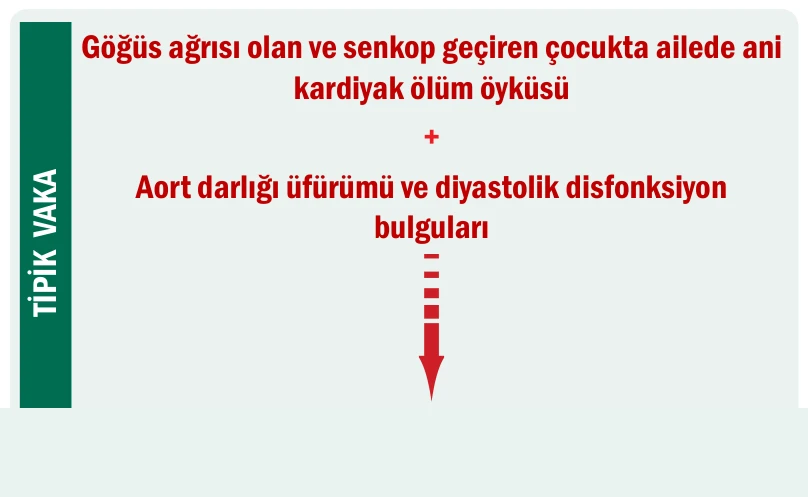 Göğüs ağrısı olan ve senkop geçiren çocukta ailede ani
kardiyak ölüm öyküsü
+
Aort darlığı üfürümü ve diyastolik disfonksiyon
bulguları
TİPİK VAKA